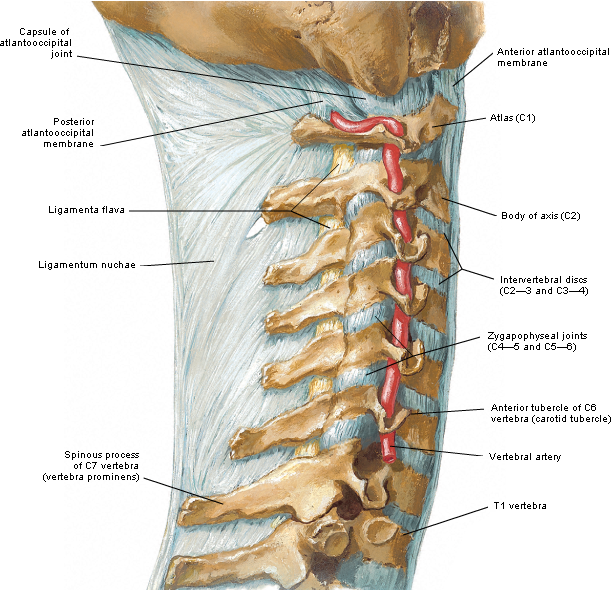 Capsule of
atlantooccipital
joint
Posterior
atlantooccipital
membrane
Ligamenta flava
Ligamentum nuchae
Spinous process
of C7 vertebra
(vertebra prominens)
Anterior atlantooccipital
membrane
Atlas (C1)
Body of axis (C2)
Intervertebral discs
(C2—3 and C3—4)
Zygapophyseal joints
(C4—5 and C5—6)
Anterior tubercle of C6
vertebra (carotid tubercle)
Vertebral artery
T1 vertebra